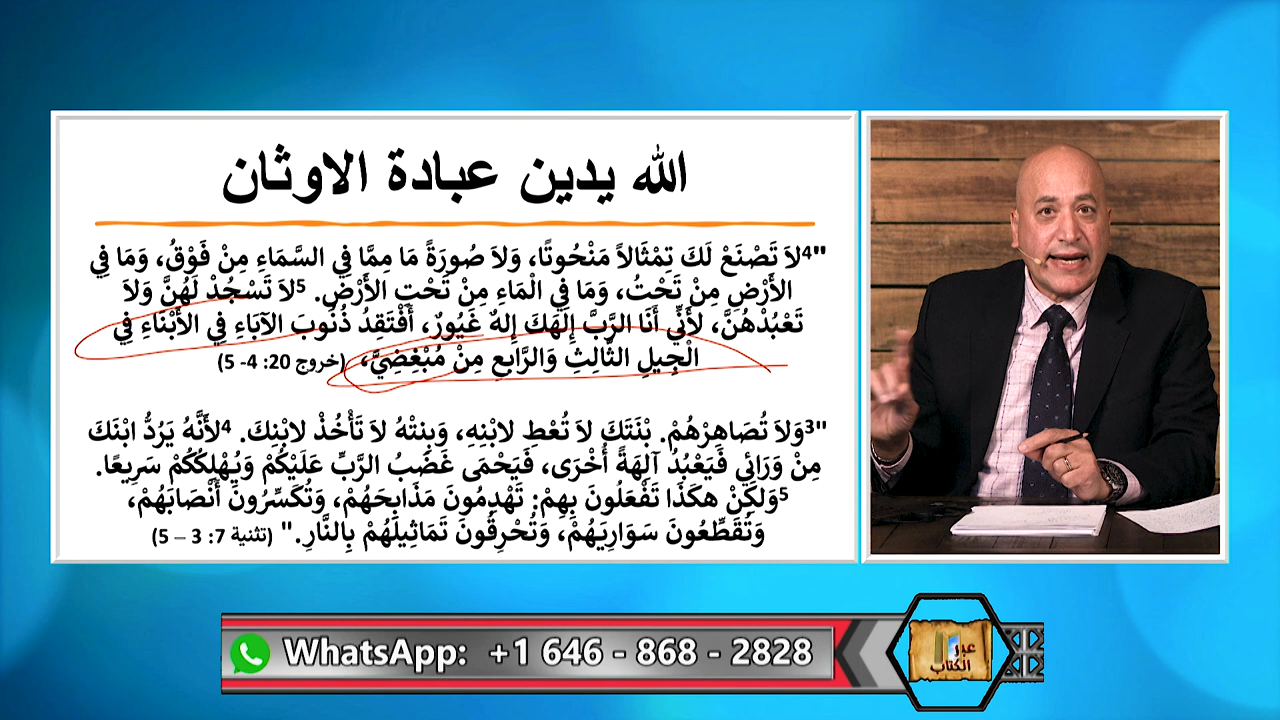 الله يدين عبادة الاوثان
"4لاَ تَصْنَعْ لَكَ تِمْثَالاً مَنْحُوتًا، وَلاَ صُورَةً مَا مِمَّا فِي السَّمَاءِ مِنْ فَوْقُ، وَمَا فِي
الأَرْضِ مِنْ تَحْتُ، وَمَا فِي الْمَاءِ مِنْ تَحْتِ الأَرْضِ. 5لاَ تَسْجُدْ لَهُنَّ وَلاَ
تَعْبُدْهُنَّ، لأَنِّي أَنَا الرَّبَّ إِلهَكَ إِلهٌ غَيُورٌ، أَفْتَقِدُ ذُنُوبَ الآبَاءِ فِي الأَبْنَاءِ فِي
الْجِيلِ الثَّالِثِ وَالرَّابعِ مِنْ مُبْغِضِيَّ، (خروج 20: 4- 5)
"3وَلاَ تُصَاهِرْهُمْ. بْنَتَكَ لاَ تُعْطِ لابْنِهِ، وَبِنتْهُ لاَ تَأْخُذْ لابْنِكَ. 4لأَنَّهُ يَرُدُّ ابْنَكَ
مِنْ وَرَائِي فَيَعْبُدُ آلِهَةً أُخْرَى، فَيَحْمَى غَضَبُ الرَّبِّ عَلَيْكُمْ وَيُهْلِكُكُمْ سَرِيعًا.
5وَلكِنْ هكَذَا تَفْعَلُونَ بِهِمْ: تَهْدِمُونَ مَذَابِحَهُمْ، وَتُكَسِّرُونَ أَنْصَابَهُمْ،
وَتُقَطِّعُونَ سَوَارِيَهُمْ، وَتُحْرِقُونَ تَمَاثِيلَهُمْ بِالنَّارِ." (تثنية 7: 3 – 5)
WhatsApp: +1 646 - 868 - 2828
عبر
الكتاب